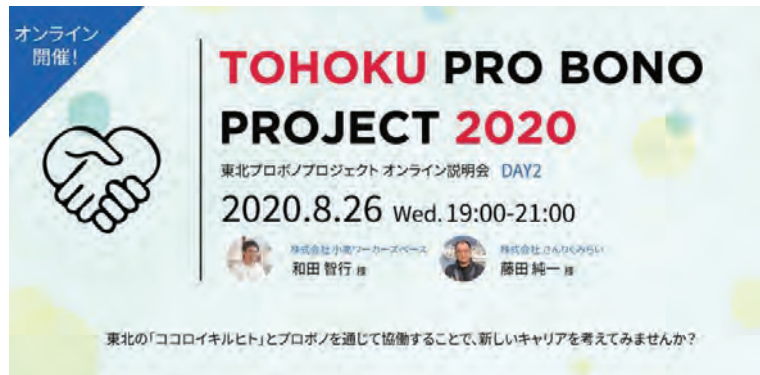 オンライン
開催!
TOHOKU PRO BONO
PROJECT 2020
東北プロボノプロジェクト オンライン説明会 DAY2
2020.8.26 Wed. 19:00-21:00
株式会社小高ワーカーズベース
和田 智行 様
株式会社さんりくみらい
藤田 純一 様
東北の「ココロイキルヒト」とプロボノを通じて協働することで、新しいキャリアを考えてみませんか?